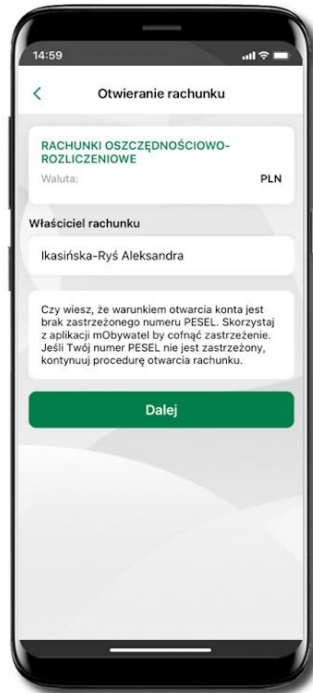 14:59
Otwieranie rachunku
RACHUNKI OSZCZĘDNOŚCIOWO-
ROZLICZENIOWE
Waluta: PLN
Właściciel rachunku
Ikasińska-Ryś Aleksandra
Czy wiesz, że warunkiem otwarcia konta jest
brak zastrzeżonego numeru PESEL. Skorzystaj
z aplikacji mObywatel by cofnąć zastrzeżenie.
Jeśli Twój numer PESEL nie jest zastrzeżony,
kontynuuj procedurę otwarcia rachunku.
Dalej